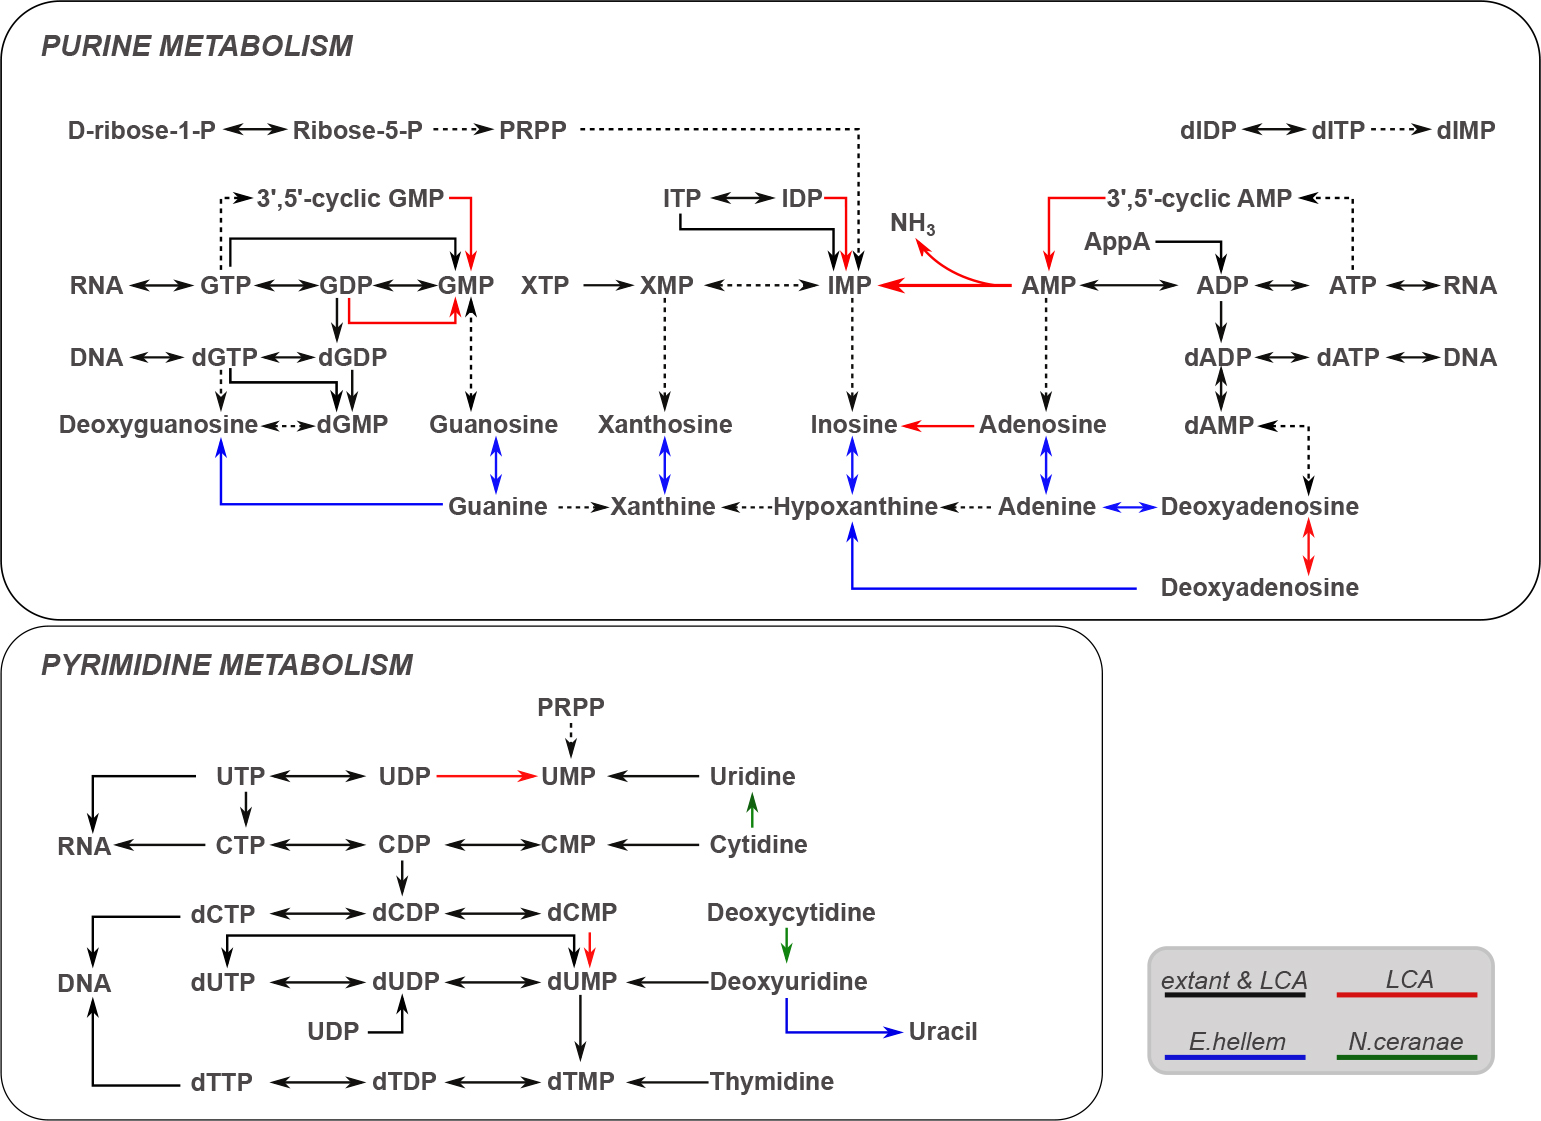 PURINE METABOLISM
D-ribose-1-P Ribose-5-P PRPP dIDP dITP dIMP
3',5'-cyclic GMP ITP IDP 3',5'-cyclic AMP
NH3
AppA
RNA GTP GDP GMP XTP XMP IMP AMP ADP ATP RNA
DNA dGTP dGDP dADP dATP DNA
Deoxyguanosine dGMP Guanosine Xanthosine Inosine Adenosine dAMP
Guanine Xanthine Hypoxanthine Adenine Deoxyadenosine
Deoxyadenosine
PYRIMIDINE METABOLISM
PRPP
UTP UDP UMP Uridine
RNA CTP CDP CMP Cytidine
dCTP dCDP dCMP Deoxycytidine
DNA dUTP dUDP dUMP Deoxyuridine
UDP Uracil
dTTP dTDP dTMP Thymidine
extant & LCA LCA
E.hellem N.ceranae